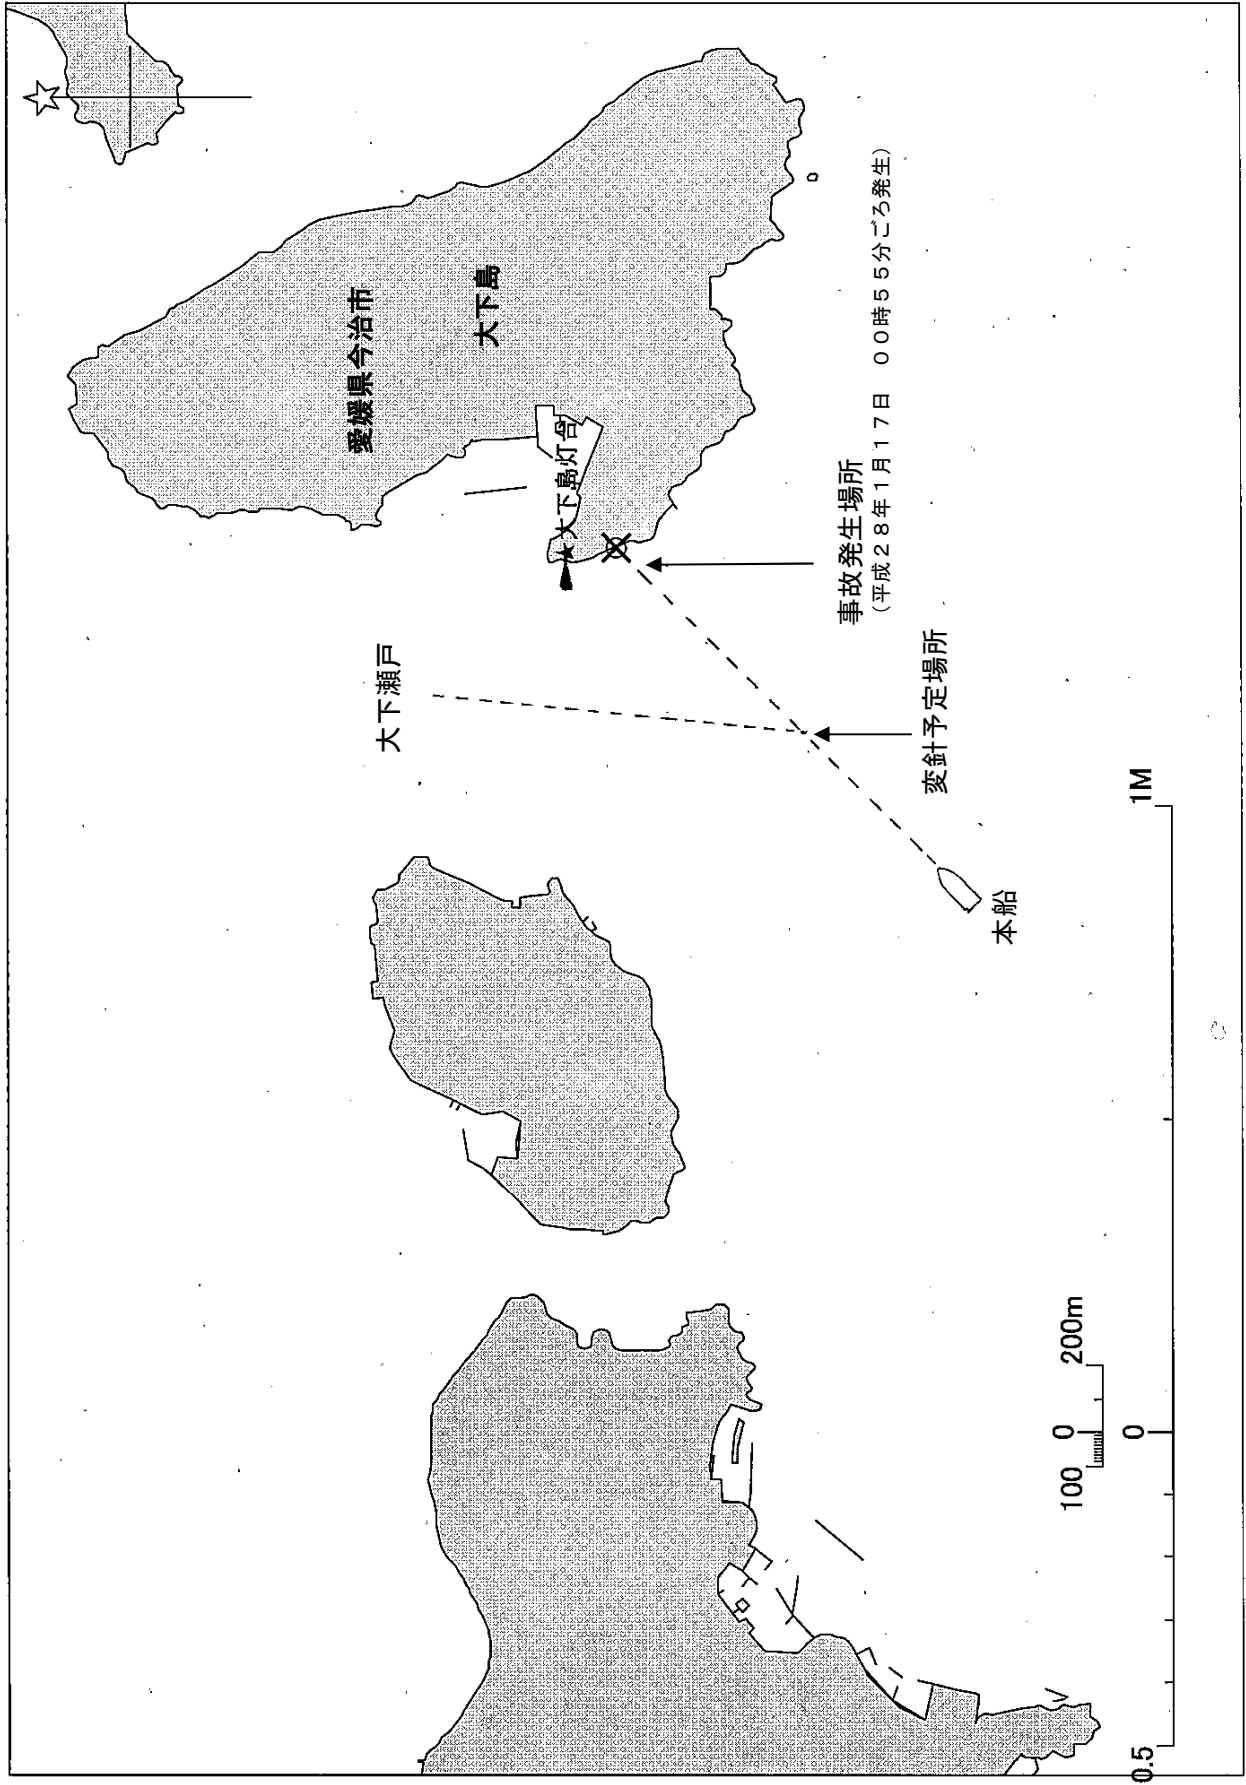 愛媛県今治市
大下島
大下島灯台
大下瀬戸
事故発生場所
(平成28年1月17日 00時55分ごろ発生)
変針予定場所
本船
100 0 200m
0.5 0 1M